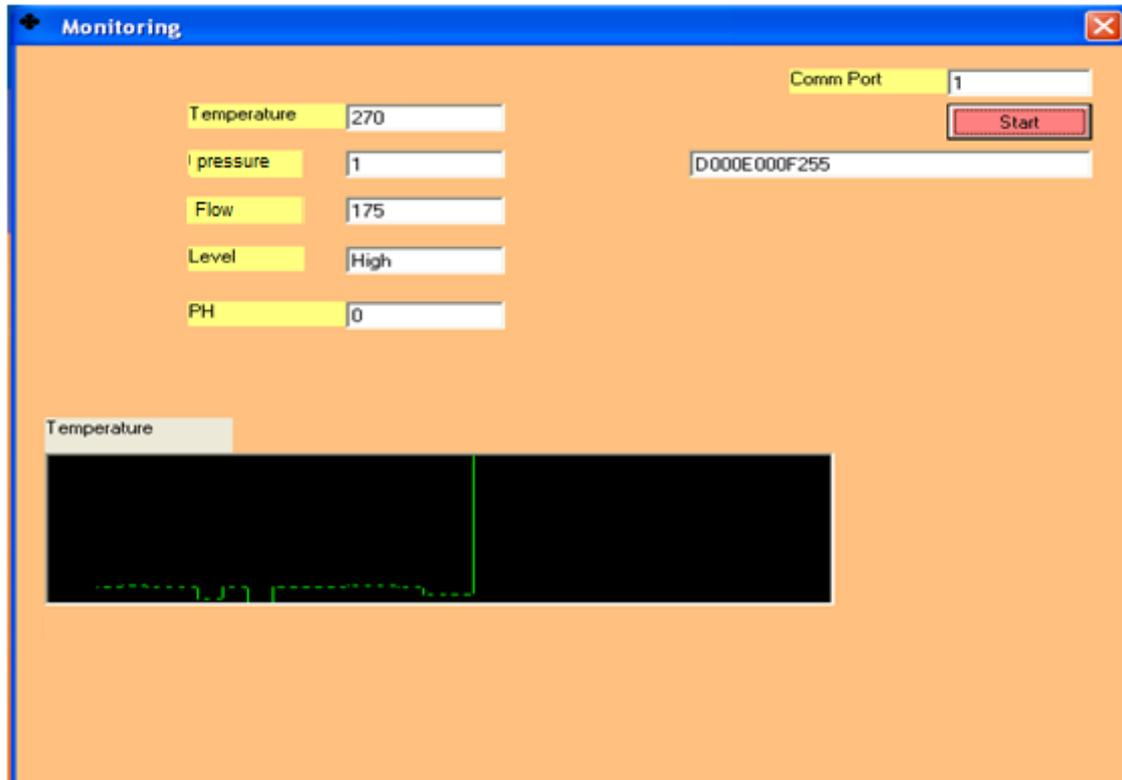 Monitoring
Comm Port 1
Temperature 270
Start
pressure 1
D000E000F255
Flow 175
Level High
PH 0
Temperature